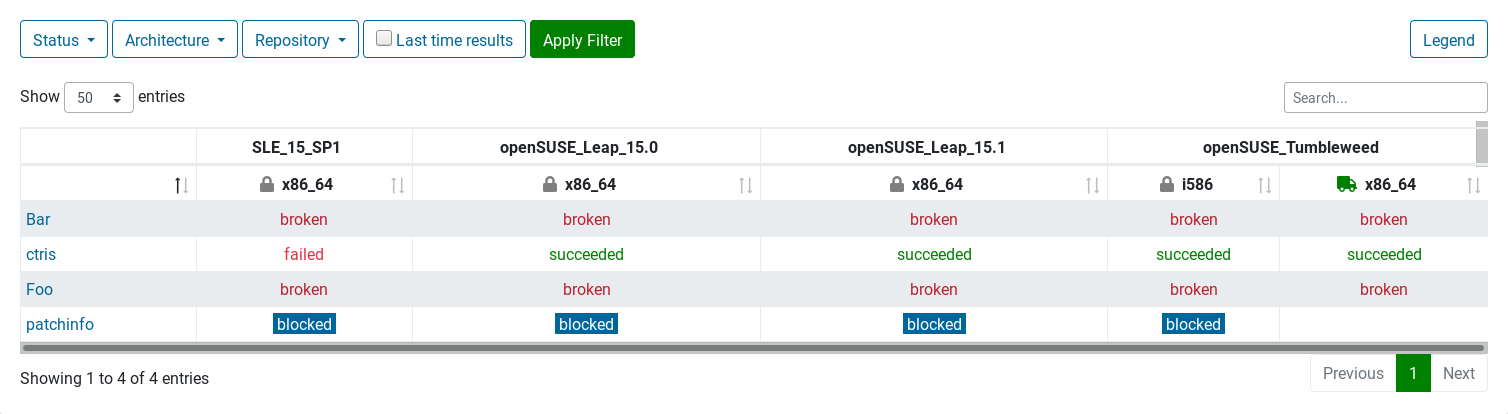 Status Architecture Repository Last time results Apply Filter Legend
Show 50 entries Search...
SLE_15_SP1 openSUSE_Leap_15.0 openSUSE_Leap_15.1 openSUSE_Tumbleweed
x86_64 x86_64 x86_64 i586 x86_64
Bar broken broken broken broken broken
ctris failed succeeded succeeded succeeded succeeded
Foo broken broken broken broken broken
patchinfo blocked blocked blocked blocked
Showing 1 to 4 of 4 entries Previous 1 Next